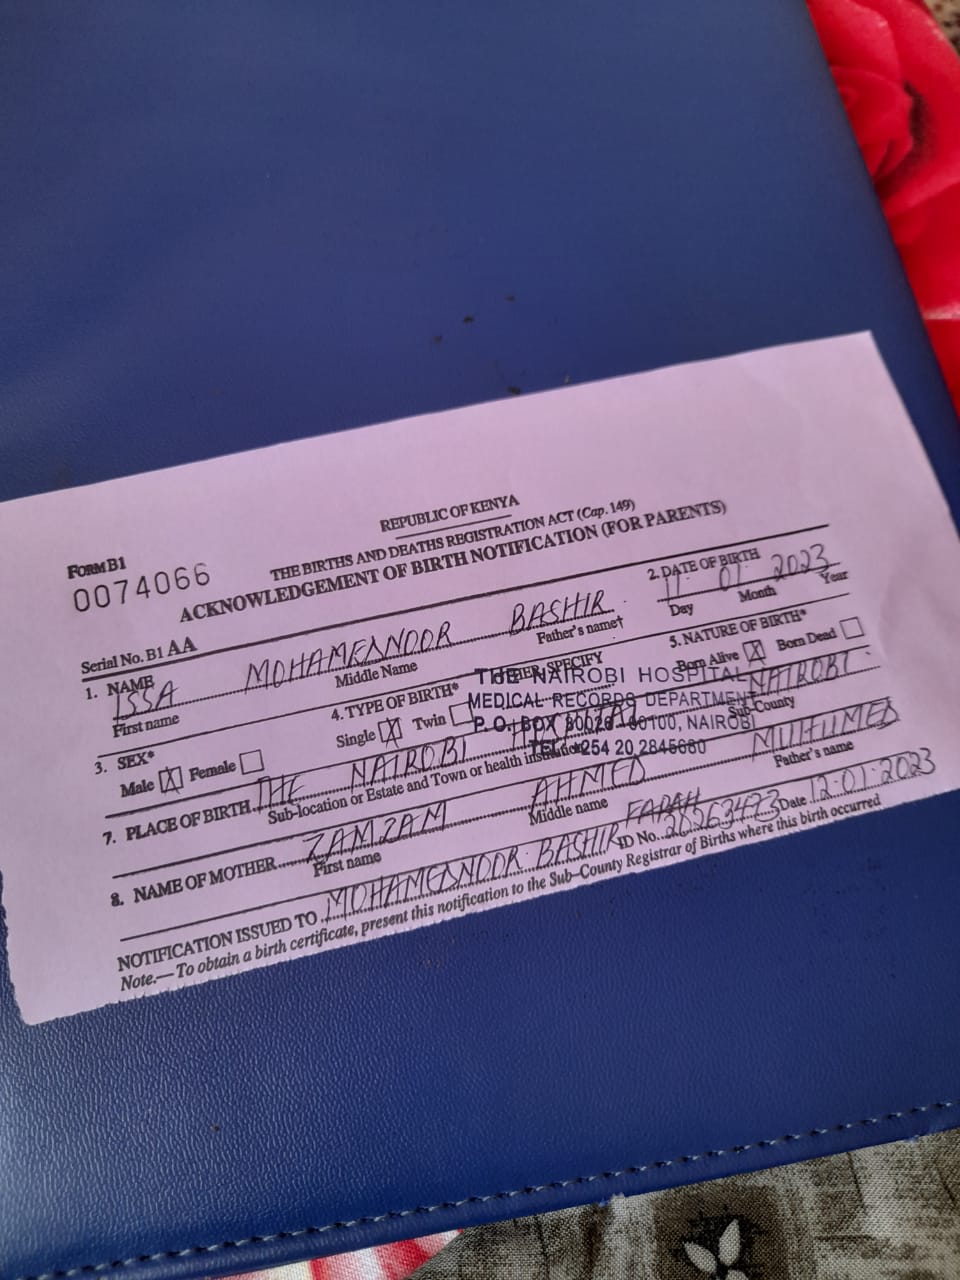 REPUBLIC OF KENYA
FORM B1
THE BIRTHS AND DEATHS REGISTRATION ACT (Cap. 149)
0074066
ACKNOWLEDGEMENT OF BIRTH NOTIFICATION (FOR PARENTS)
Serial No. B1 AA
2. DATE OF BIRTH
11 01 2023
Day Month Year
1. NAME
ISSA MOHAMEDNOOR BASHIR
First name Middle Name Father's name†
3. SEX*
Male X Female
4. TYPE OF BIRTH*
Single X Twin
OTHER, SPECIFY
5. NATURE OF BIRTH*
Born Alive X Born Dead
THE NAIROBI HOSPITAL
MEDICAL RECORDS DEPARTMENT
P. O. BOX 30026 - 00100, NAIROBI
TEL: +254 20 2845680
7. PLACE OF BIRTH THE NAIROBI NAIROBI
Sub-location or Estate and Town or health institution Sub-County
8. NAME OF MOTHER ZAMZAM AHMED
First name Middle name Father's name
NOTIFICATION ISSUED TO MOHAMEDNOOR BASHIR FARAH ID No. 28263473 Date 12.01.2023
Note.—To obtain a birth certificate, present this notification to the Sub-County Registrar of Births where this birth occurred